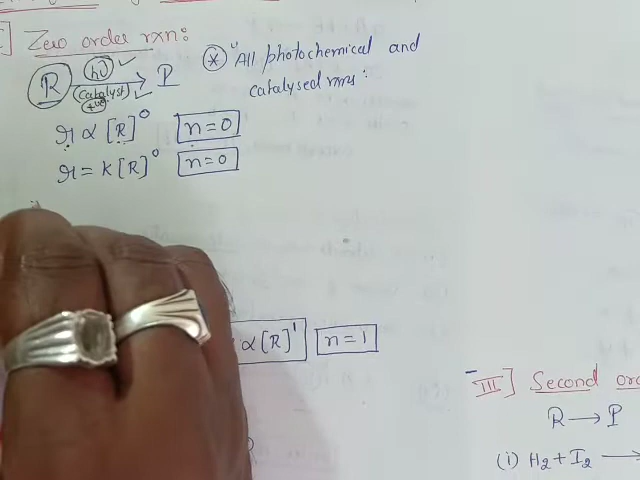 I] Zero order rxn:
R hν ✓ → P
(catalyst) ✓
+ve
* "All photochemical and
catalysed rxns:
r ∝ [R]⁰ n=0
r = K[R]⁰ n=0
∝ [R]¹ n=1
III] Second
R → P
(i) H₂+I₂ →